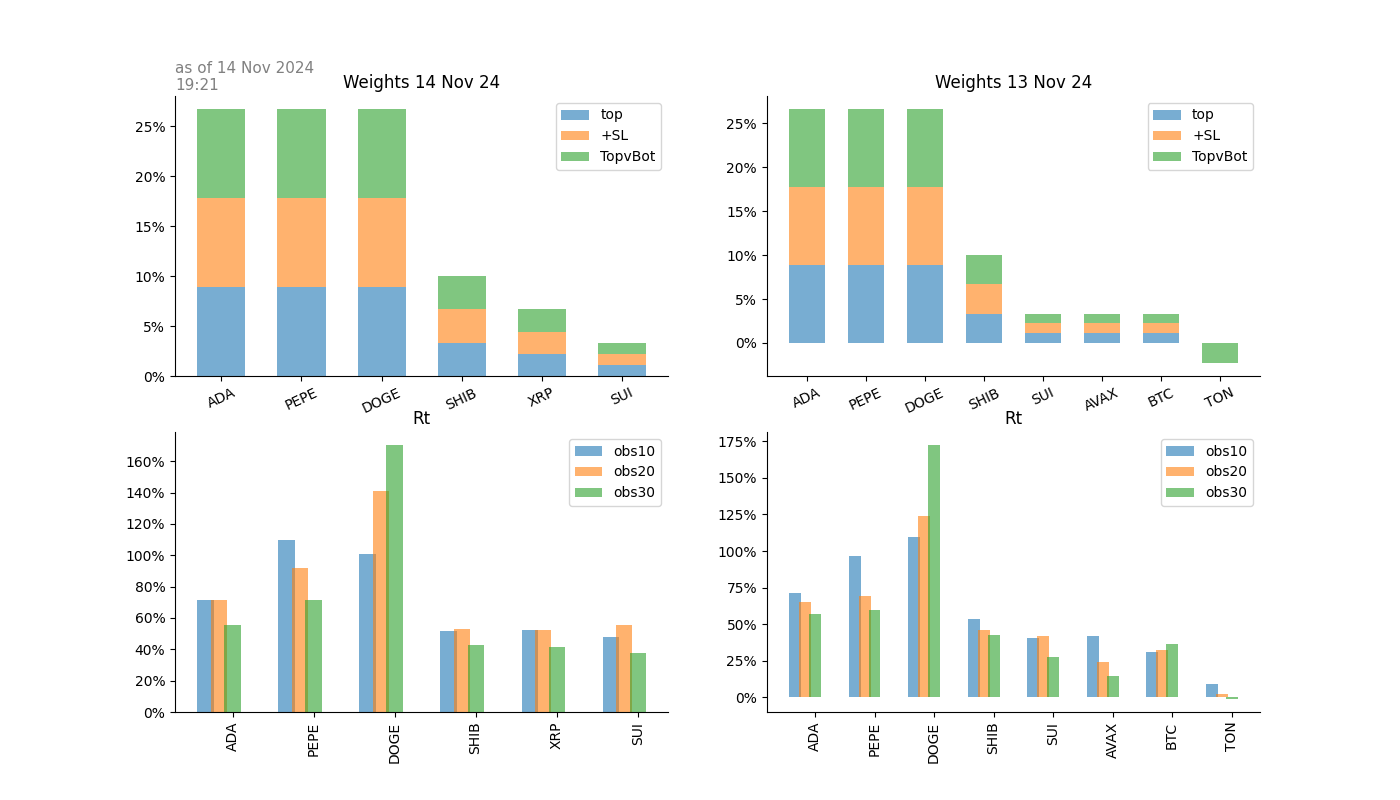 as of 14 Nov 2024
19:21
Weights 14 Nov 24
25%
20%
15%
10%
5%
0%
top
+SL
TopvBot
ADA
PEPE
DOGE
SHIB
XRP
SUI
Weights 13 Nov 24
25%
20%
15%
10%
5%
0%
top
+SL
TopvBot
ADA
PEPE
DOGE
SHIB
SUI
AVAX
BTC
TON
Rt
160%
140%
120%
100%
80%
60%
40%
20%
0%
obs10
obs20
obs30
ADA
PEPE
DOGE
SHIB
XRP
SUI
Rt
175%
150%
125%
100%
75%
50%
25%
0%
obs10
obs20
obs30
ADA
PEPE
DOGE
SHIB
SUI
AVAX
BTC
TON